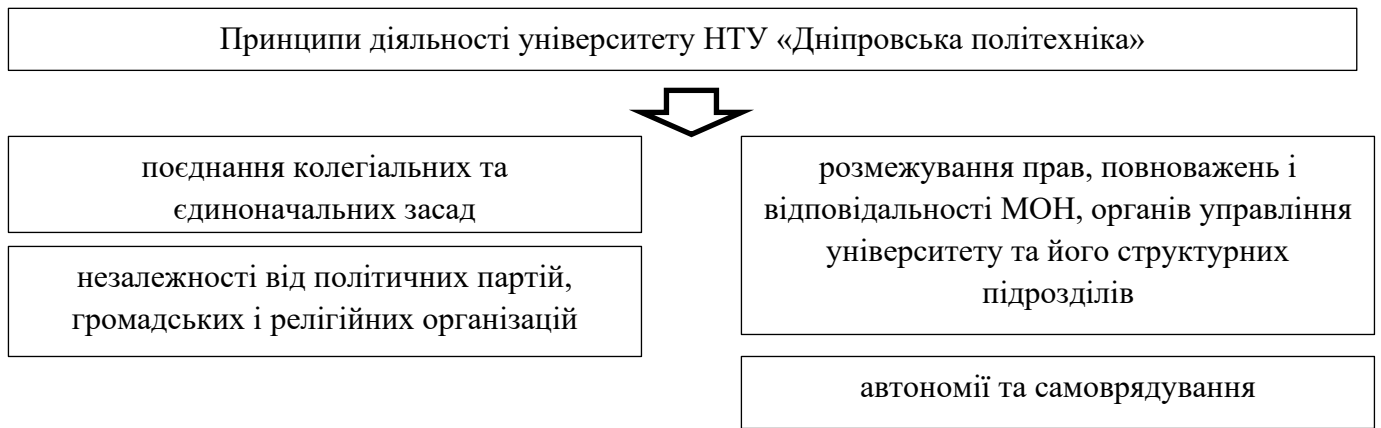 Принципи діяльності університету НТУ «Дніпровська політехніка»
поєднання колегіальних та
єдиноначальних засад
незалежності від політичних партій,
громадських і релігійних організацій
розмежування прав, повноважень і
відповідальності МОН, органів управління
університету та його структурних
підрозділів
автономії та самоврядування